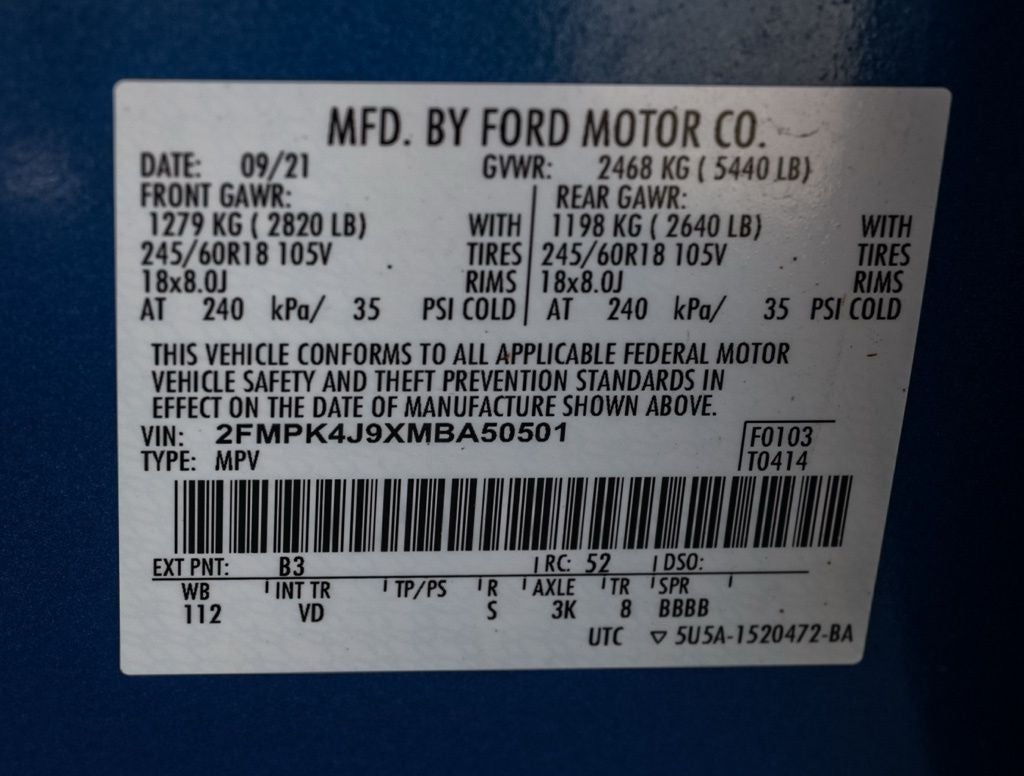 MFD. BY FORD MOTOR CO.
DATE: 09/21 GVWR: 2468 KG ( 5440 LB)
FRONT GAWR: REAR GAWR:
1279 KG ( 2820 LB) WITH 1198 KG ( 2640 LB) WITH
245/60R18 105V TIRES 245/60R18 105V TIRES
18x8.0J RIMS 18x8.0J RIMS
AT 240 kPa/ 35 PSI COLD AT 240 kPa/ 35 PSI COLD
THIS VEHICLE CONFORMS TO ALL APPLICABLE FEDERAL MOTOR
VEHICLE SAFETY AND THEFT PREVENTION STANDARDS IN
EFFECT ON THE DATE OF MANUFACTURE SHOWN ABOVE.
VIN: 2FMPK4J9XMBA50501 F0103
TYPE: MPV T0414
EXT PNT: B3 RC: 52 DSO:
WB INT TR TP/PS R AXLE TR SPR
112 VD S 3K 8 BBBB
UTC ▽ 5U5A-1520472-BA